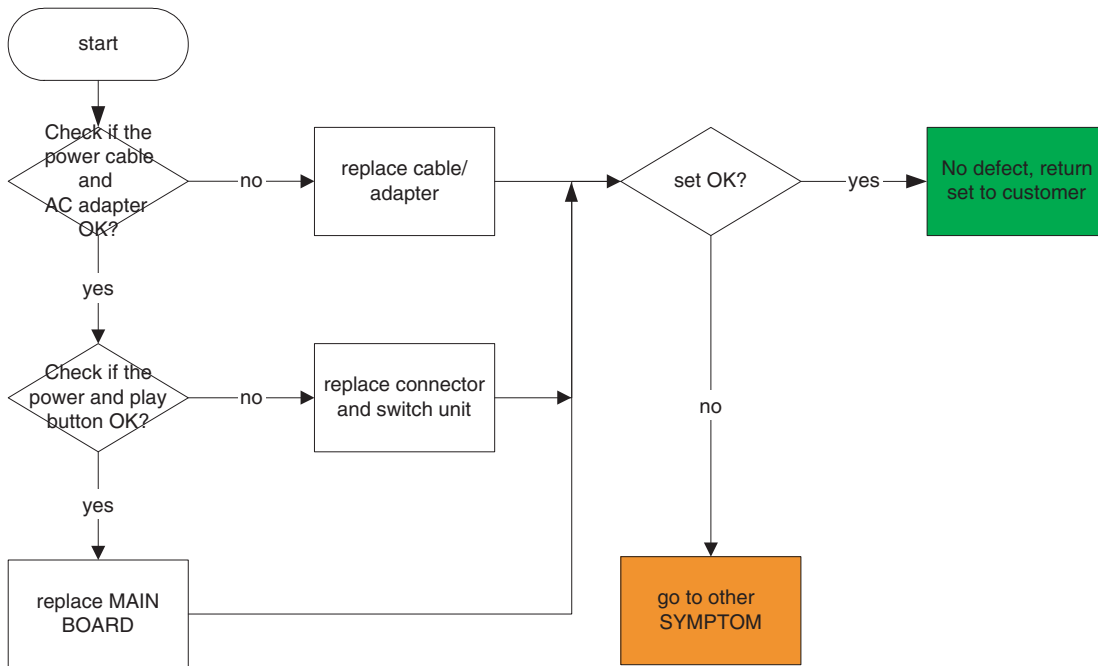 start
Check if the
power cable
and
AC adapter
OK?
no
replace cable/
adapter
set OK?
yes
No defect, return
set to customer
yes
Check if the
power and play
button OK?
no
replace connector
and switch unit
no
yes
replace MAIN
BOARD
go to other
SYMPTOM